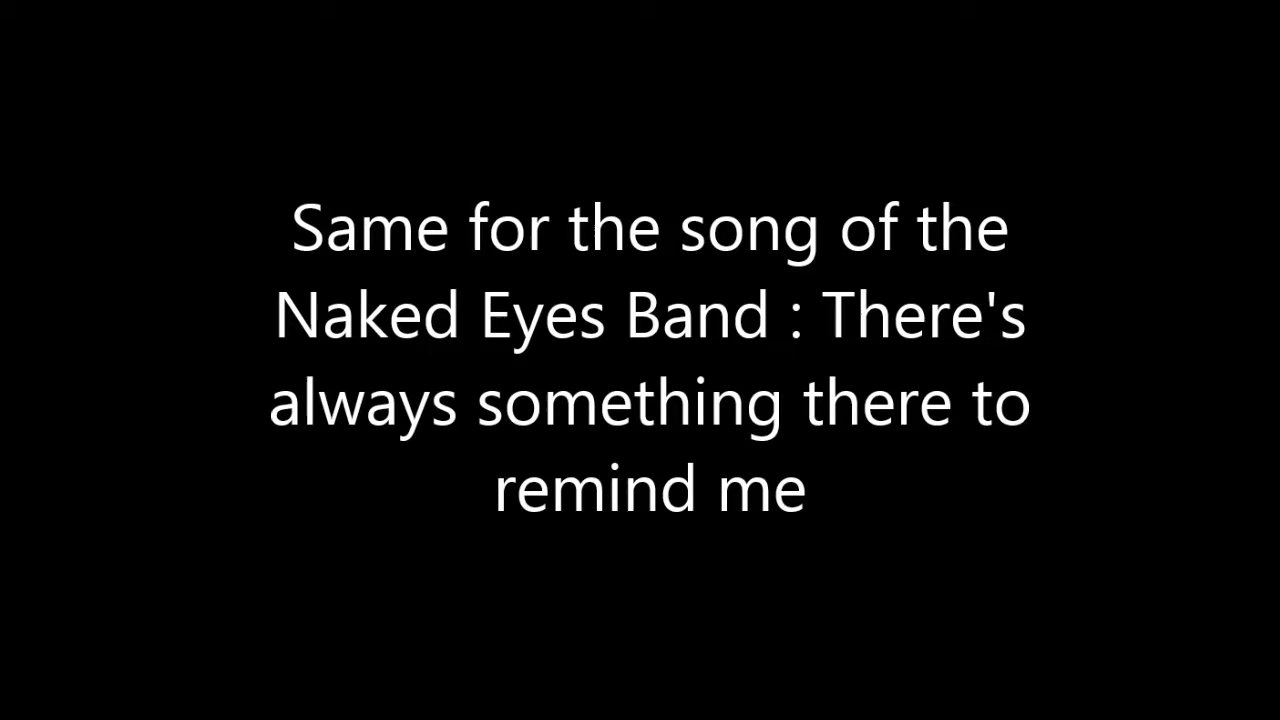 Same for the song of the
Naked Eyes Band : There's
always something there to
remind me